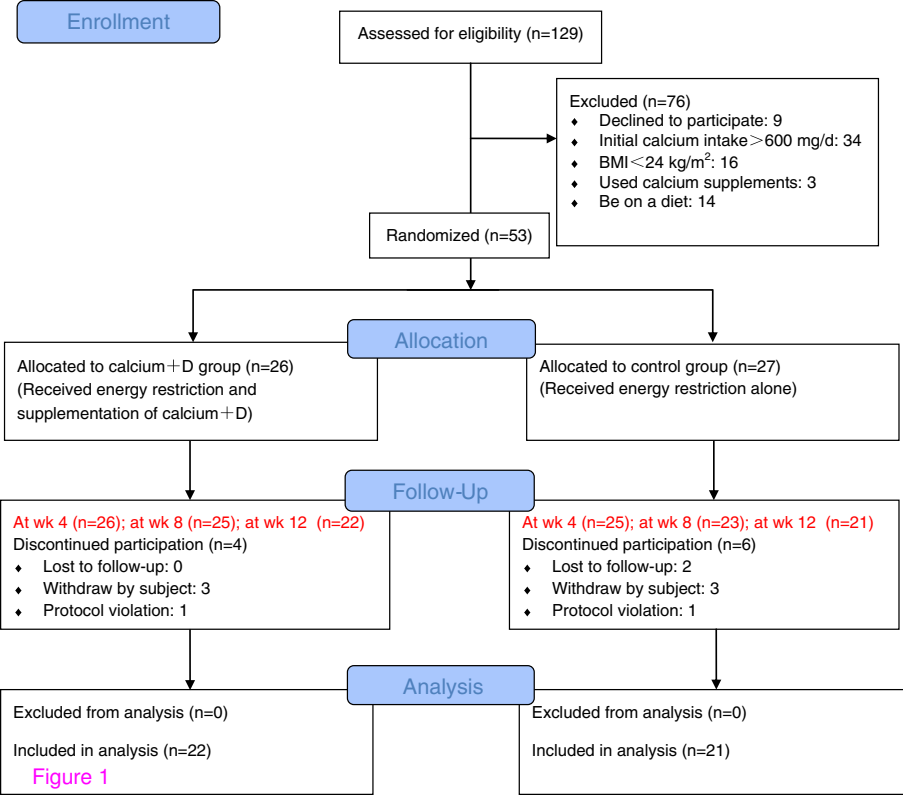 Enrollment
Assessed for eligibility (n=129)
Excluded (n=76)
♦ Declined to participate: 9
♦ Initial calcium intake＞600 mg/d: 34
♦ BMI＜24 kg/m²: 16
♦ Used calcium supplements: 3
♦ Be on a diet: 14
Randomized (n=53)
Allocation
Allocated to calcium＋D group (n=26)
(Received energy restriction and
supplementation of calcium＋D)
Allocated to control group (n=27)
(Received energy restriction alone)
Follow-Up
At wk 4 (n=26); at wk 8 (n=25); at wk 12 (n=22)
Discontinued participation (n=4)
♦ Lost to follow-up: 0
♦ Withdraw by subject: 3
♦ Protocol violation: 1
At wk 4 (n=25); at wk 8 (n=23); at wk 12 (n=21)
Discontinued participation (n=6)
♦ Lost to follow-up: 2
♦ Withdraw by subject: 3
♦ Protocol violation: 1
Analysis
Excluded from analysis (n=0)
Included in analysis (n=22)
Excluded from analysis (n=0)
Included in analysis (n=21)
Figure 1